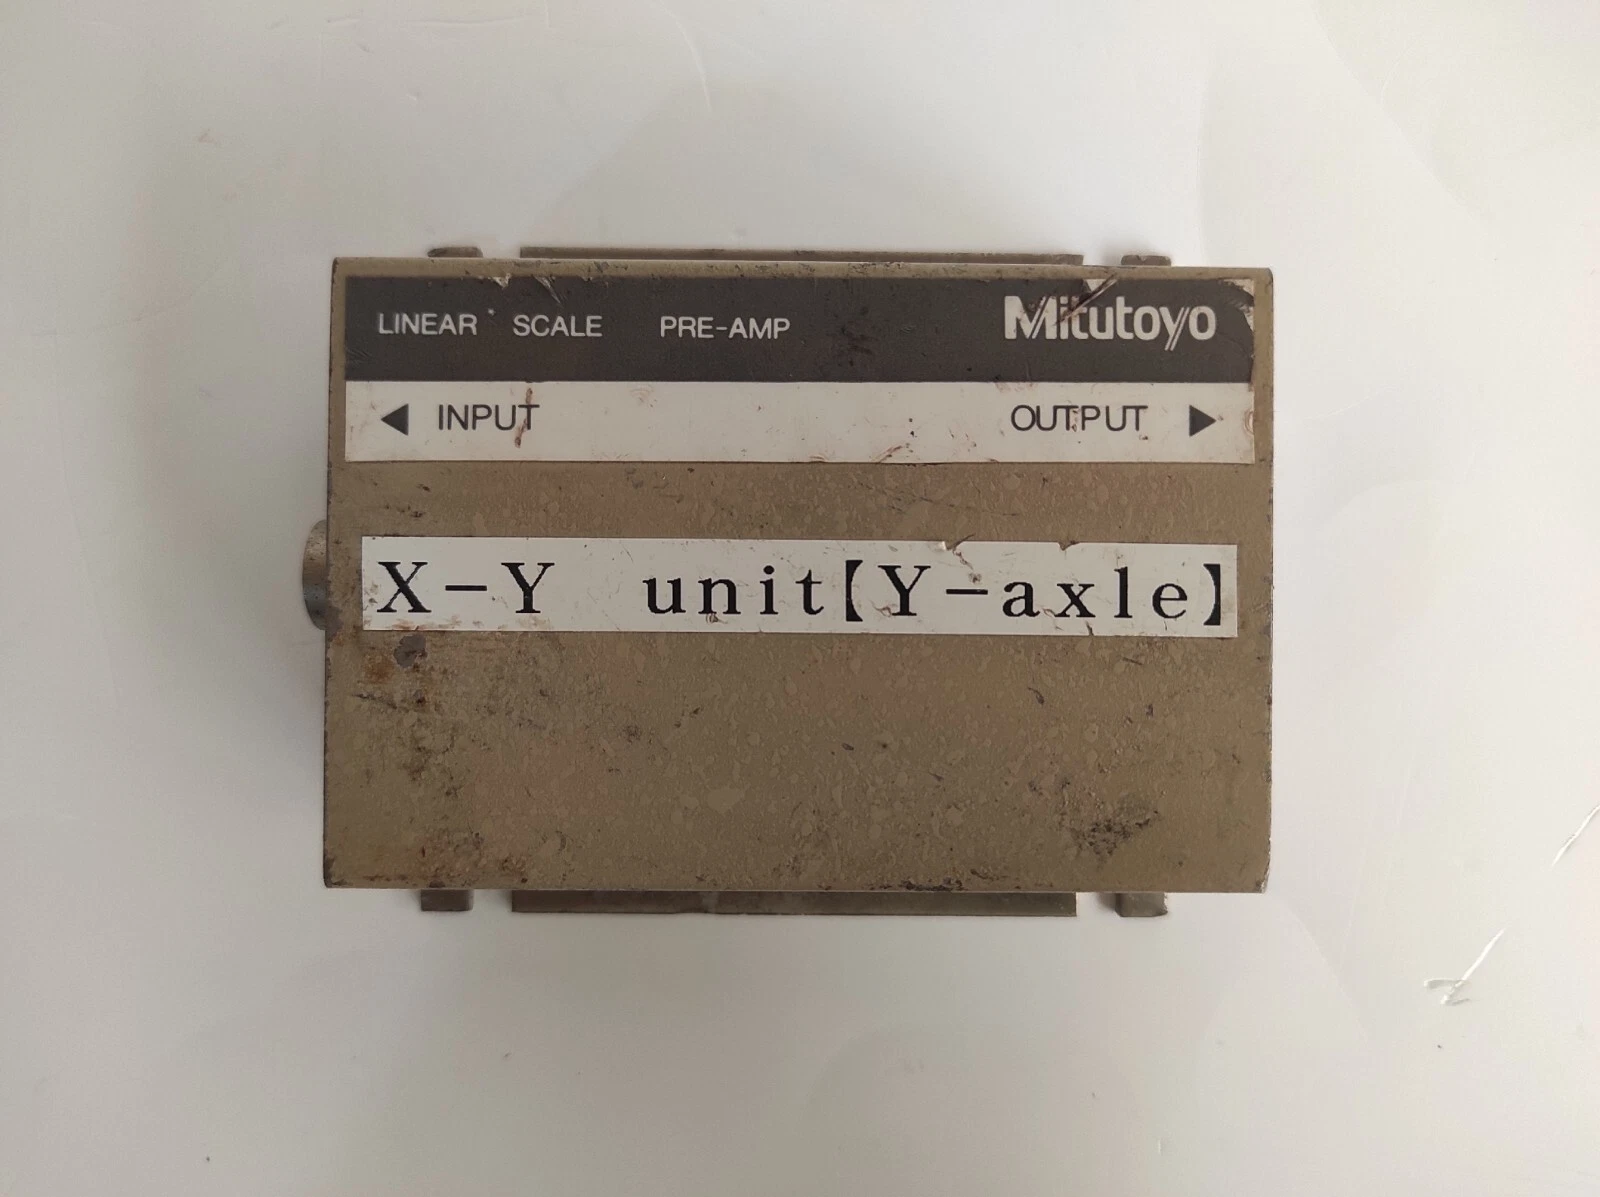 LINEAR SCALE PRE-AMP Mitutoyo
◀ INPUT OUTPUT ▶
X-Y unit【Y-axle】